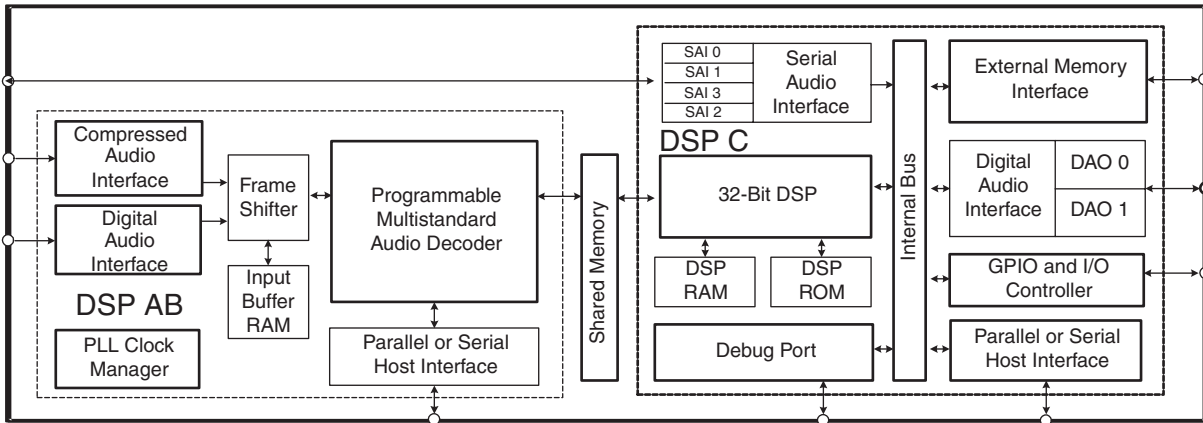 Compressed
Audio
Interface
Digital
Audio
Interface
DSP AB
PLL Clock
Manager
Frame
Shifter
Input
Buffer
RAM
Programmable
Multistandard
Audio Decoder
Parallel or Serial
Host Interface
Shared Memory
SAI 0
SAI 1
SAI 3
SAI 2
Serial
Audio
Interface
DSP C
32-Bit DSP
DSP
RAM
DSP
ROM
Debug Port
Internal Bus
External Memory
Interface
Digital
Audio
Interface
DAO 0
DAO 1
GPIO and I/O
Controller
Parallel or Serial
Host Interface